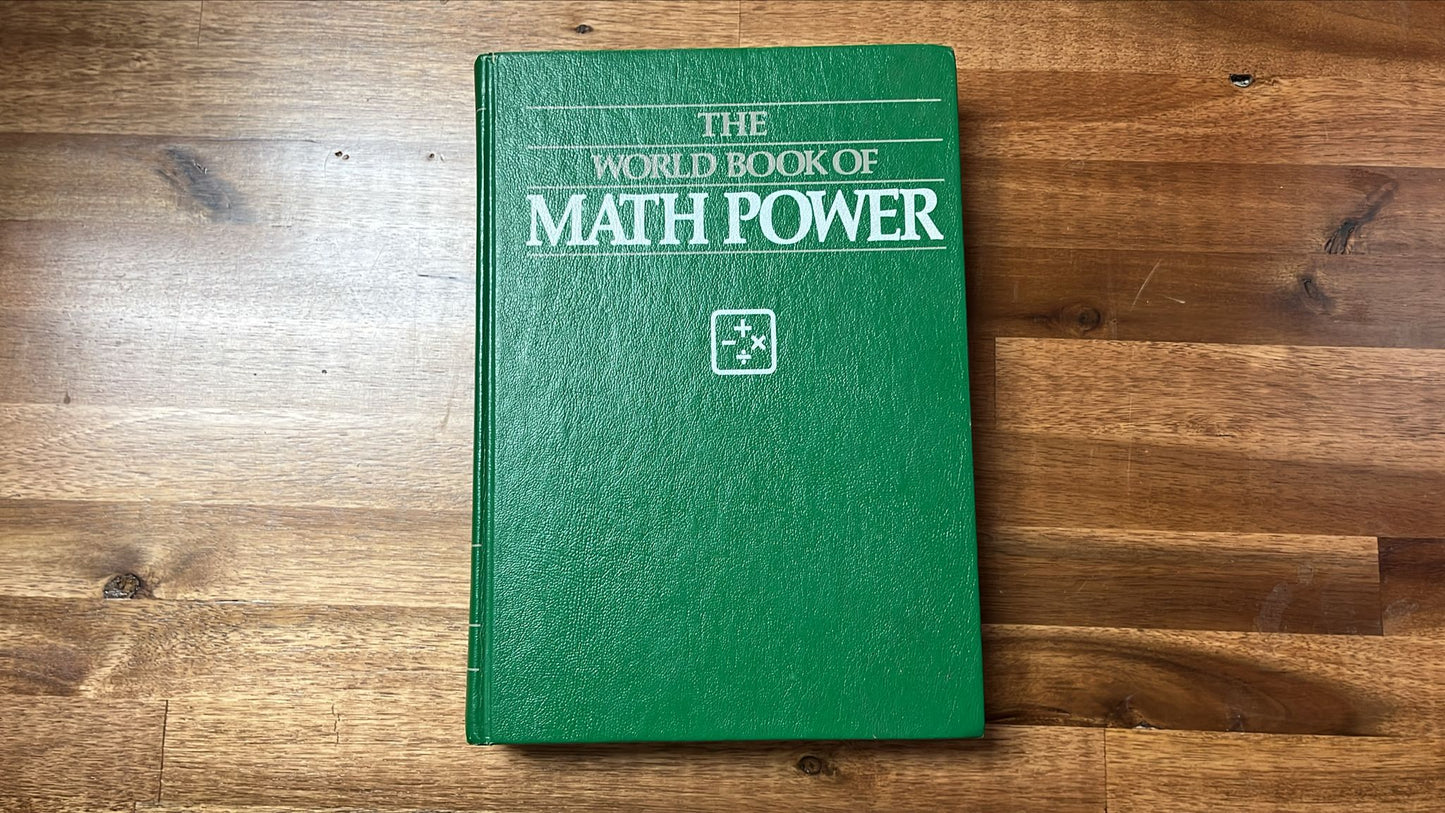 THE
WORLD BOOK OF
MATH POWER
+
- ×
÷